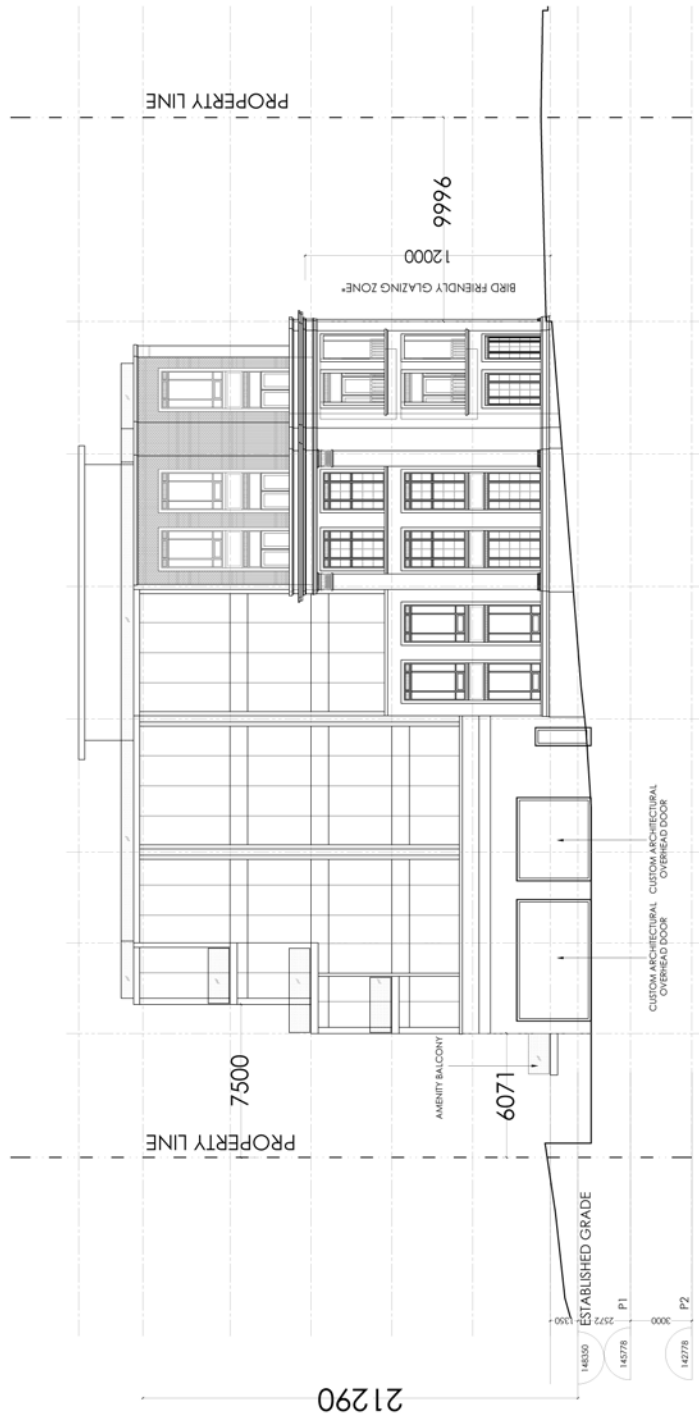 PROPERTY LINE
9996
12000
BIRD FRIENDLY GLAZING ZONE*
CUSTOM ARCHITECTURAL
OVERHEAD DOOR
CUSTOM ARCHITECTURAL
OVERHEAD DOOR
7500
AMENITY BALCONY
6071
PROPERTY LINE
ESTABLISHED GRADE
P1
P2
1350
2572
3000
148350
145778
142778
21290